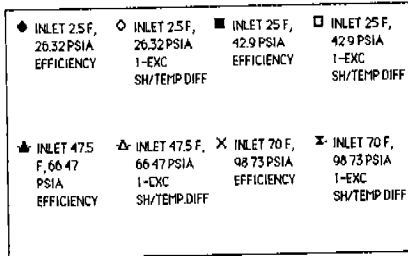 INLET 2.5 F,
26.32 PSIA
EFFICIENCY
INLET 2.5 F,
26.32 PSIA
1-EXC
SH/TEMP DIFF
INLET 25 F,
42.9 PSIA
EFFICIENCY
INLET 25 F,
42.9 PSIA
1-EXC
SH/TEMP DIFF
INLET 47.5
F, 66 47
PSIA
EFFICIENCY
INLET 47.5 F,
66 47 PSIA
1-EXC
SH/TEMP.DIFF
INLET 70 F,
98 73 PSIA
EFFICIENCY
INLET 70 F,
98 73 PSIA
1-EXC
SH/TEMP DIFF